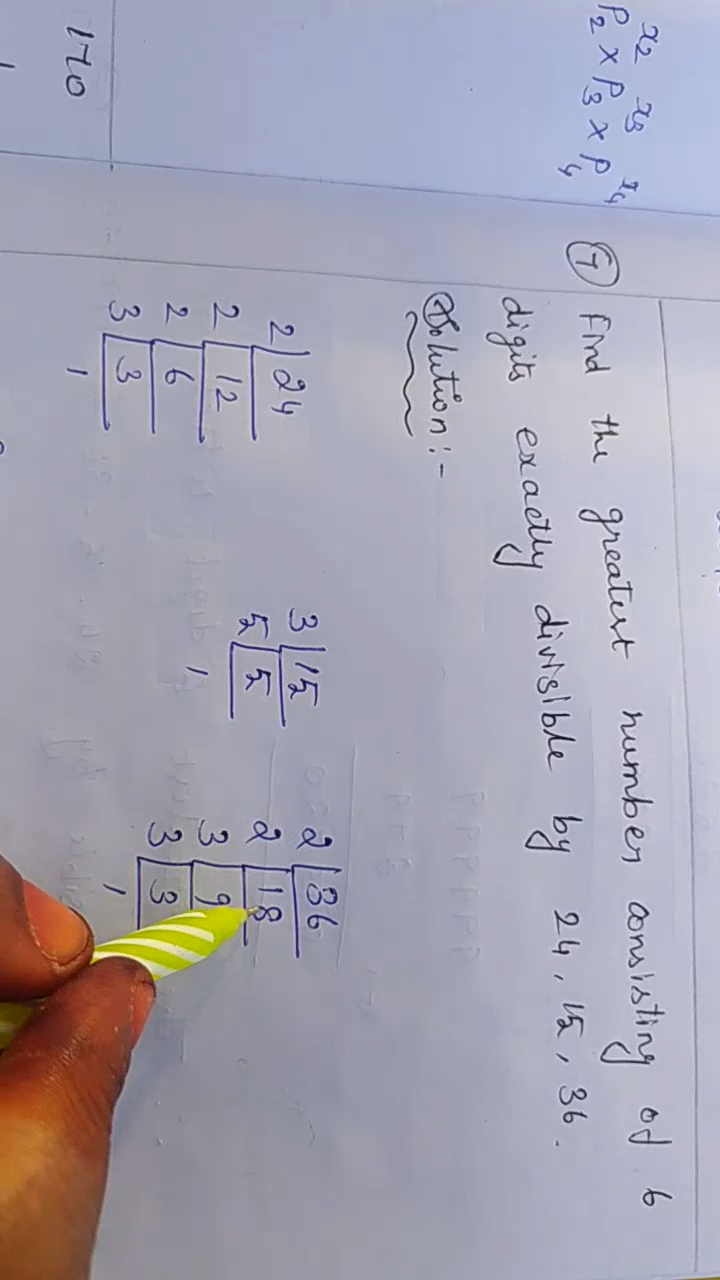 x2 x3 x4
P2 × P3 × P4
170
7 Find the greatest number consisting of 6
digits exactly divisible by 24, 15, 36.
Solution :-
2 24
2 12
2 6
3 3
1
3 15
5 5
1
2 36
2 18
3 9
3 3
1